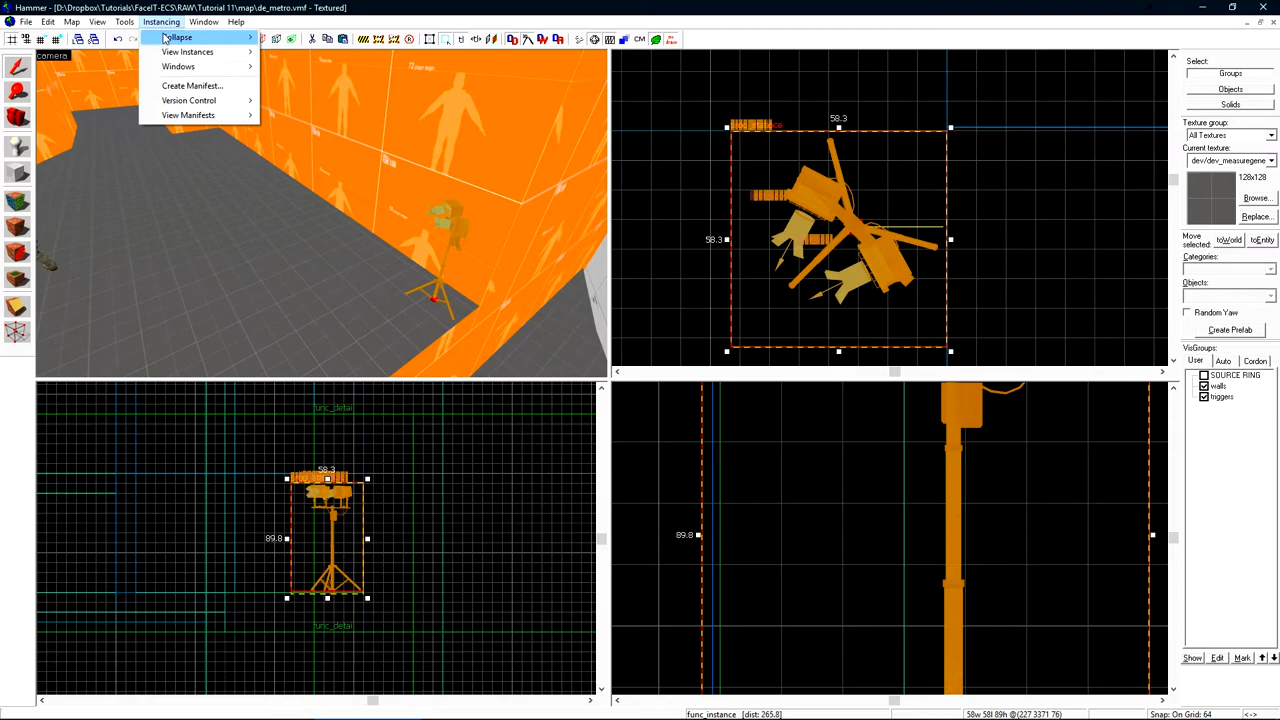 Hammer - [D:\Dropbox\Tutorials\FaceIT-ECS\RAW\Tutorial 11\map\de_metro.vmf - Textured]
File Edit Map View Tools Instancing Window Help
Collapse
View Instances
Windows
Create Manifest...
Version Control
View Manifests
camera
58.3
58.3
func_detai
58.3
89.8
func_detai
89.8
Select:
Groups
Objects
Solids
Texture group:
All Textures
Current texture:
dev/dev_measuregene
128x128
Browse...
Replace...
Move
selected:
toWorld
toEntity
Categories:
Objects:
Random Yaw
Create Prefab
VisGroups:
User Auto Cordon
SOURCE RING
walls
triggers
Show Edit Mark
func_instance [dist: 265.8]
58w 58l 89h @(227 3371 76)
Snap: On Grid: 64
<->